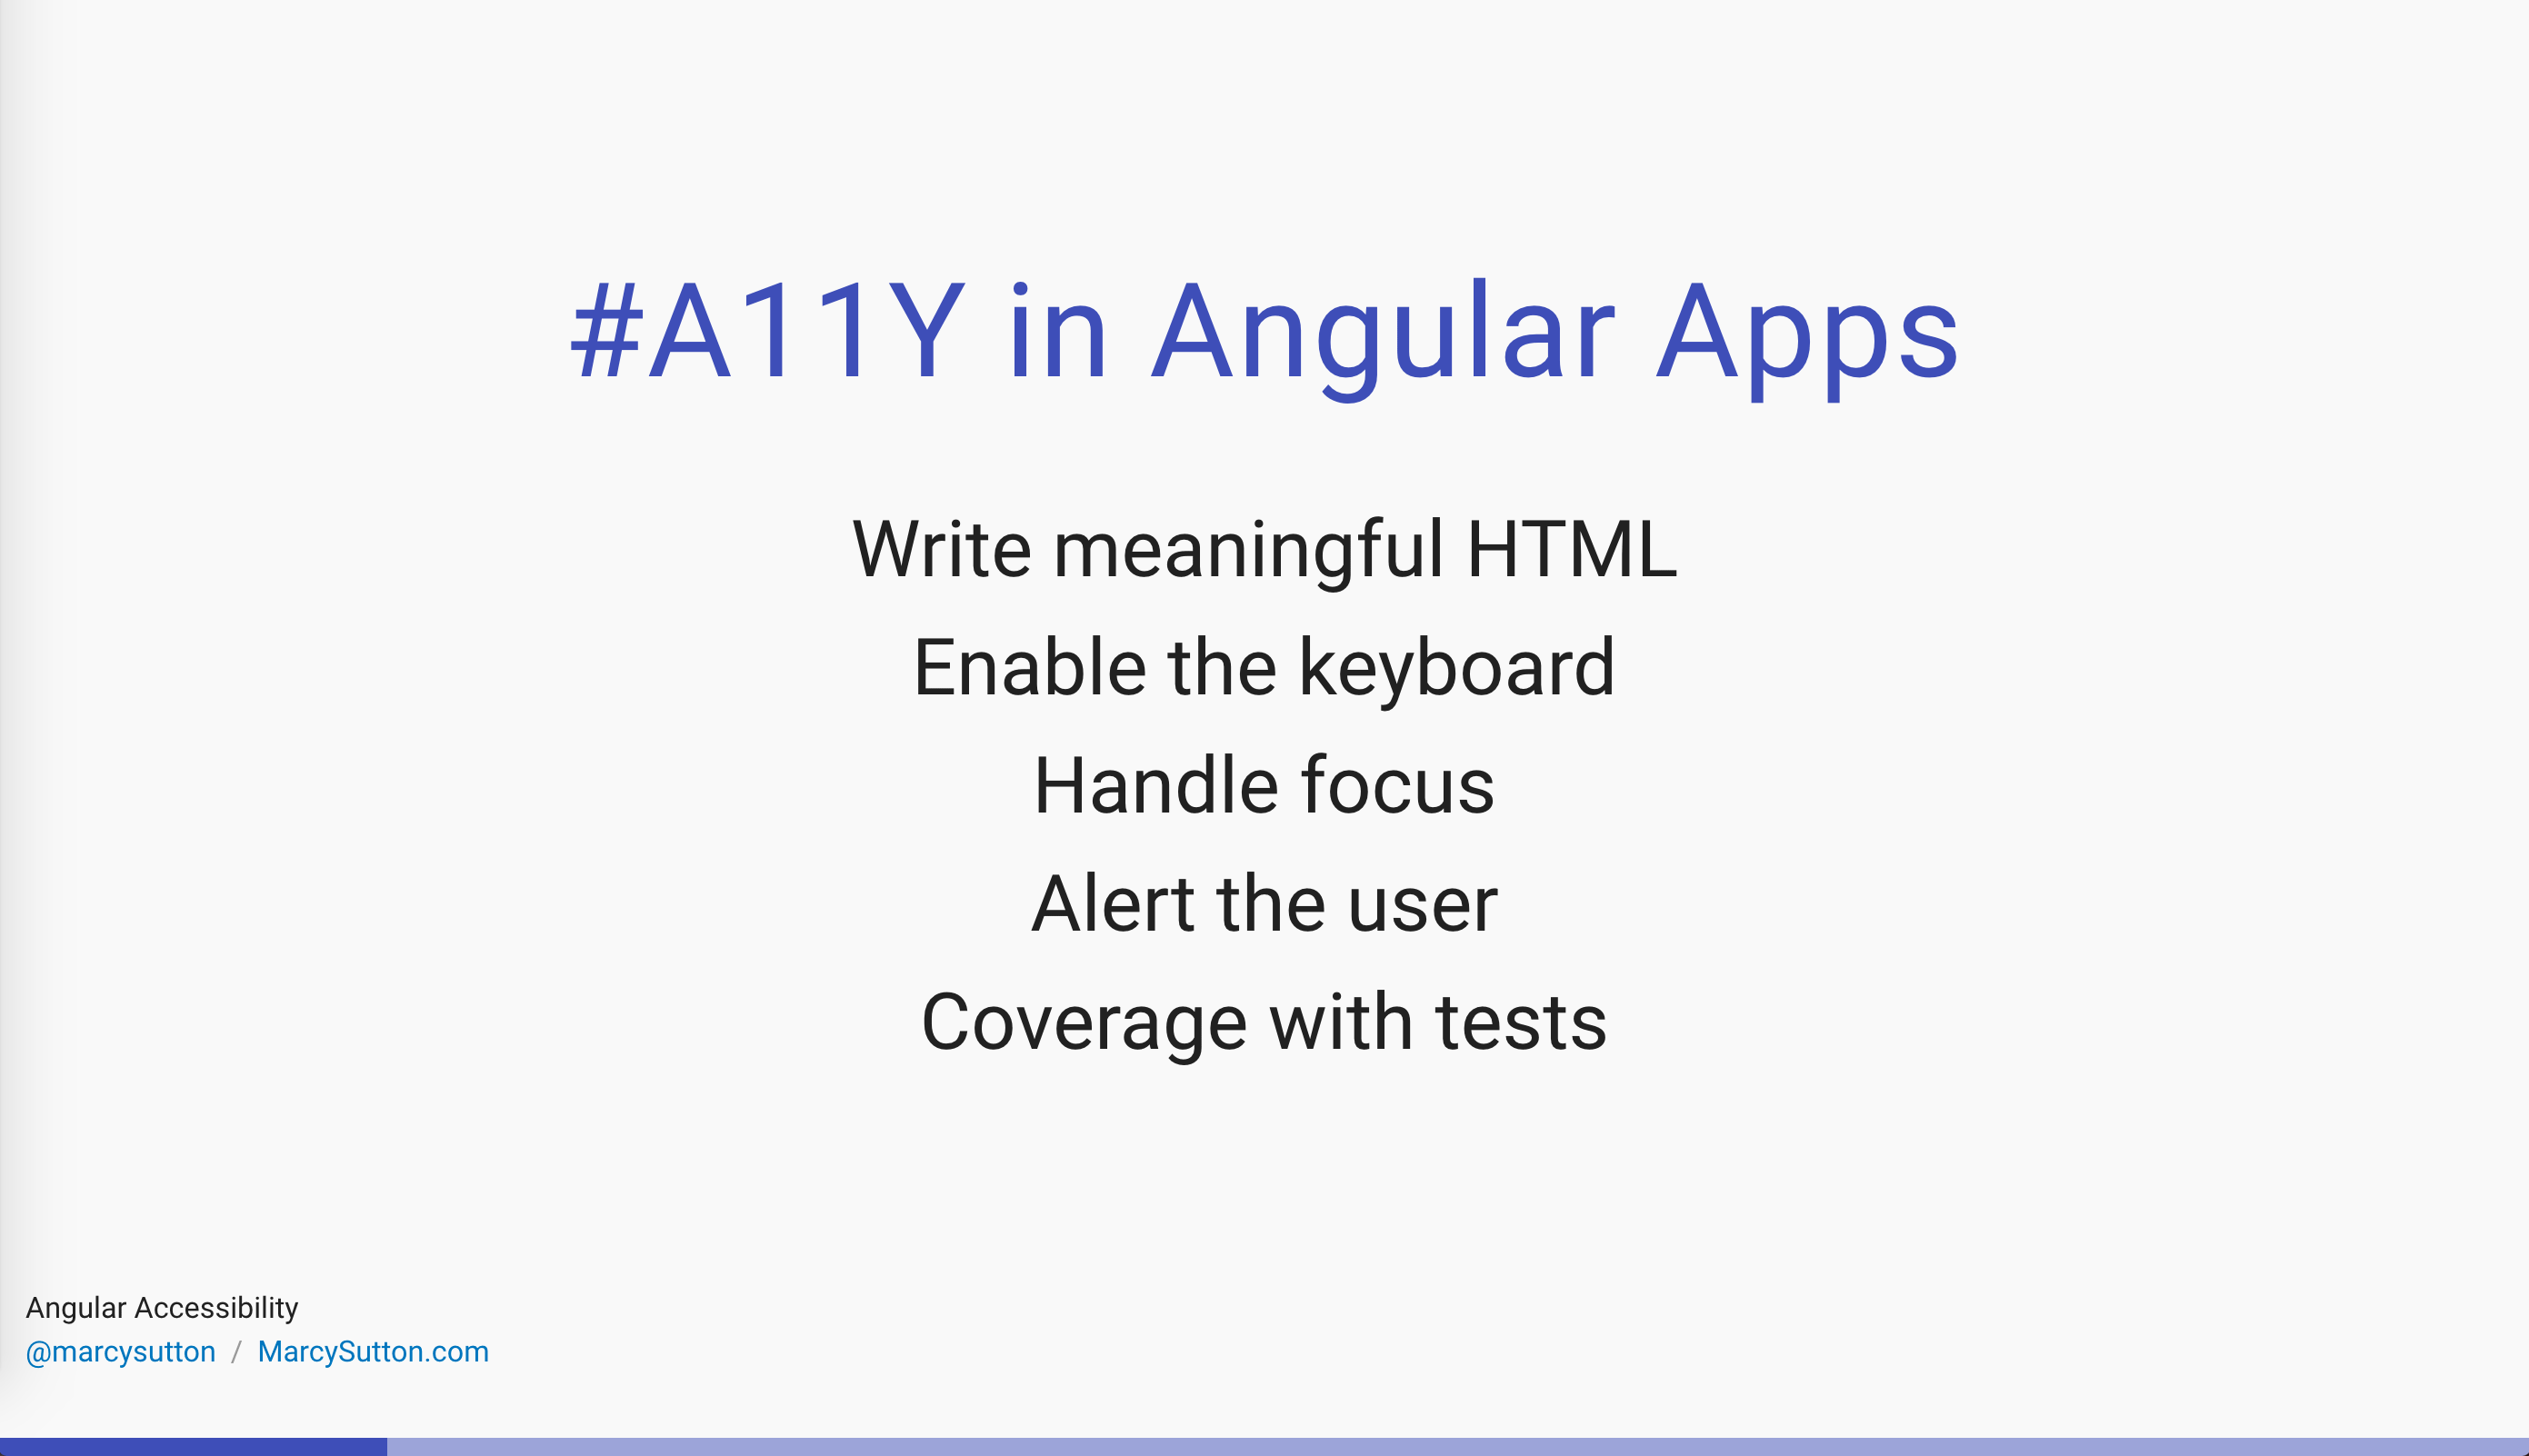 #A11Y in Angular Apps
Write meaningful HTML
Enable the keyboard
Handle focus
Alert the user
Coverage with tests
Angular Accessibility
@marcysutton / MarcySutton.com